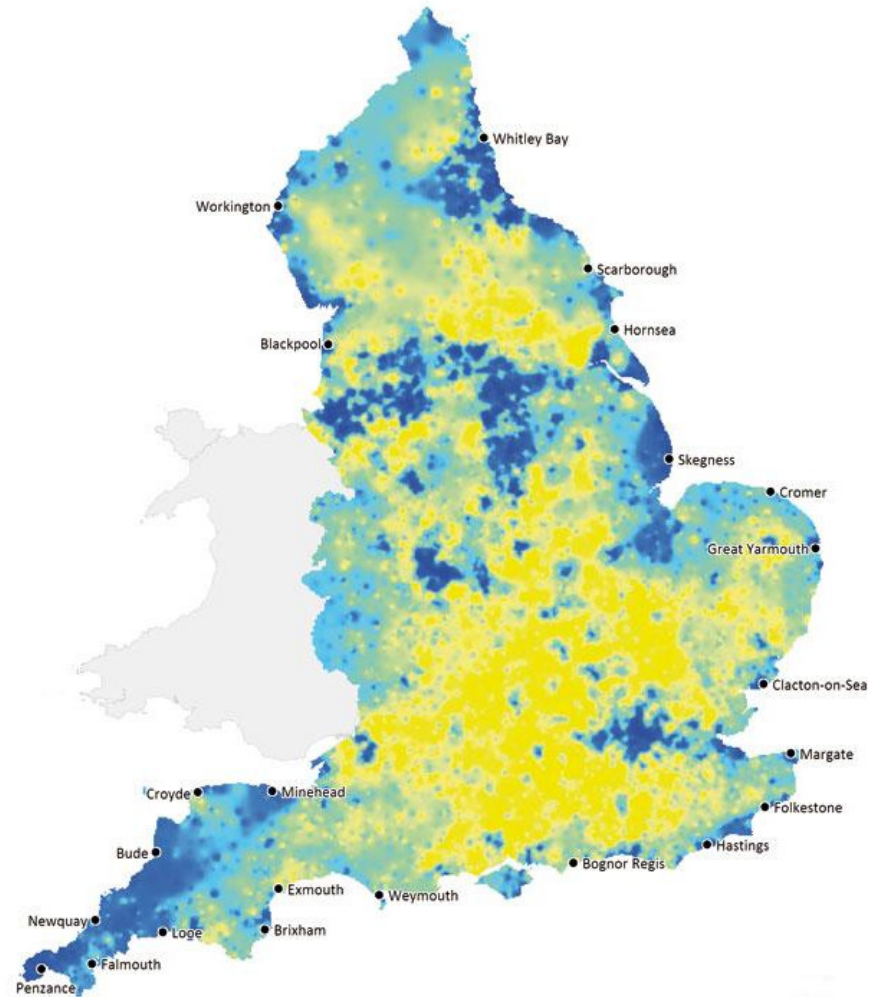 Whitley Bay
Workington
Scarborough
Hornsea
Blackpool
Skegness
Cromer
Great Yarmouth
Clacton-on-Sea
Margate
Croyde
Minehead
Folkestone
Hastings
Bude
Bognor Regis
Exmouth
Weymouth
Newquay
Looe
Brixham
Falmouth
Penzance